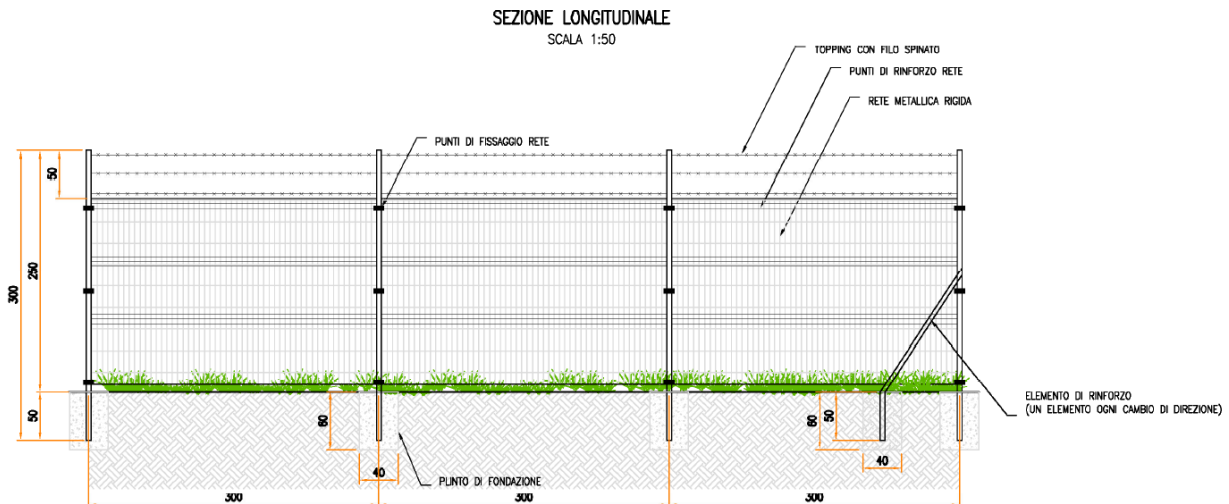 SEZIONE LONGITUDINALE
SCALA 1:50
TOPPING CON FILO SPINATO
PUNTI DI RINFORZO RETE
RETE METALLICA RIGIDA
PUNTI DI FISSAGGIO RETE
50
250
300
50
60
40
PUNTO DI FONDAZIONE
60
50
40
ELEMENTO DI RINFORZO
(UN ELEMENTO OGNI CAMBIO DI DIREZIONE)
300
300
300